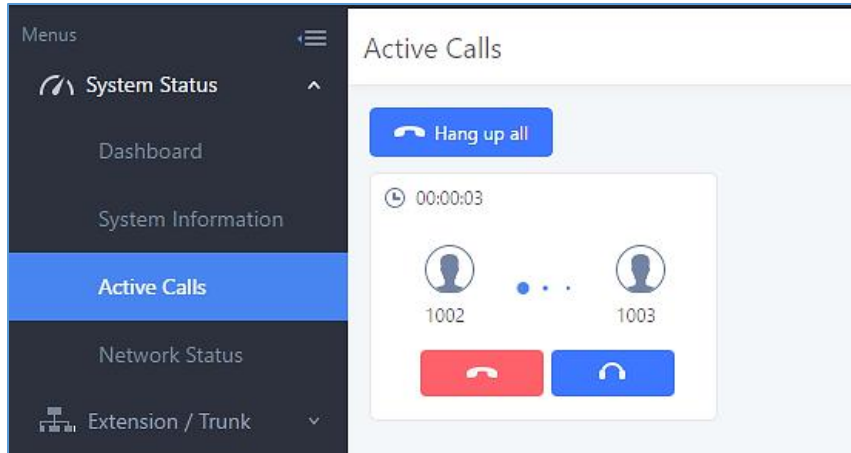 Menus
System Status
Dashboard
System Information
Active Calls
Network Status
Extension / Trunk
Active Calls
Hang up all
00:00:03
1002
1003